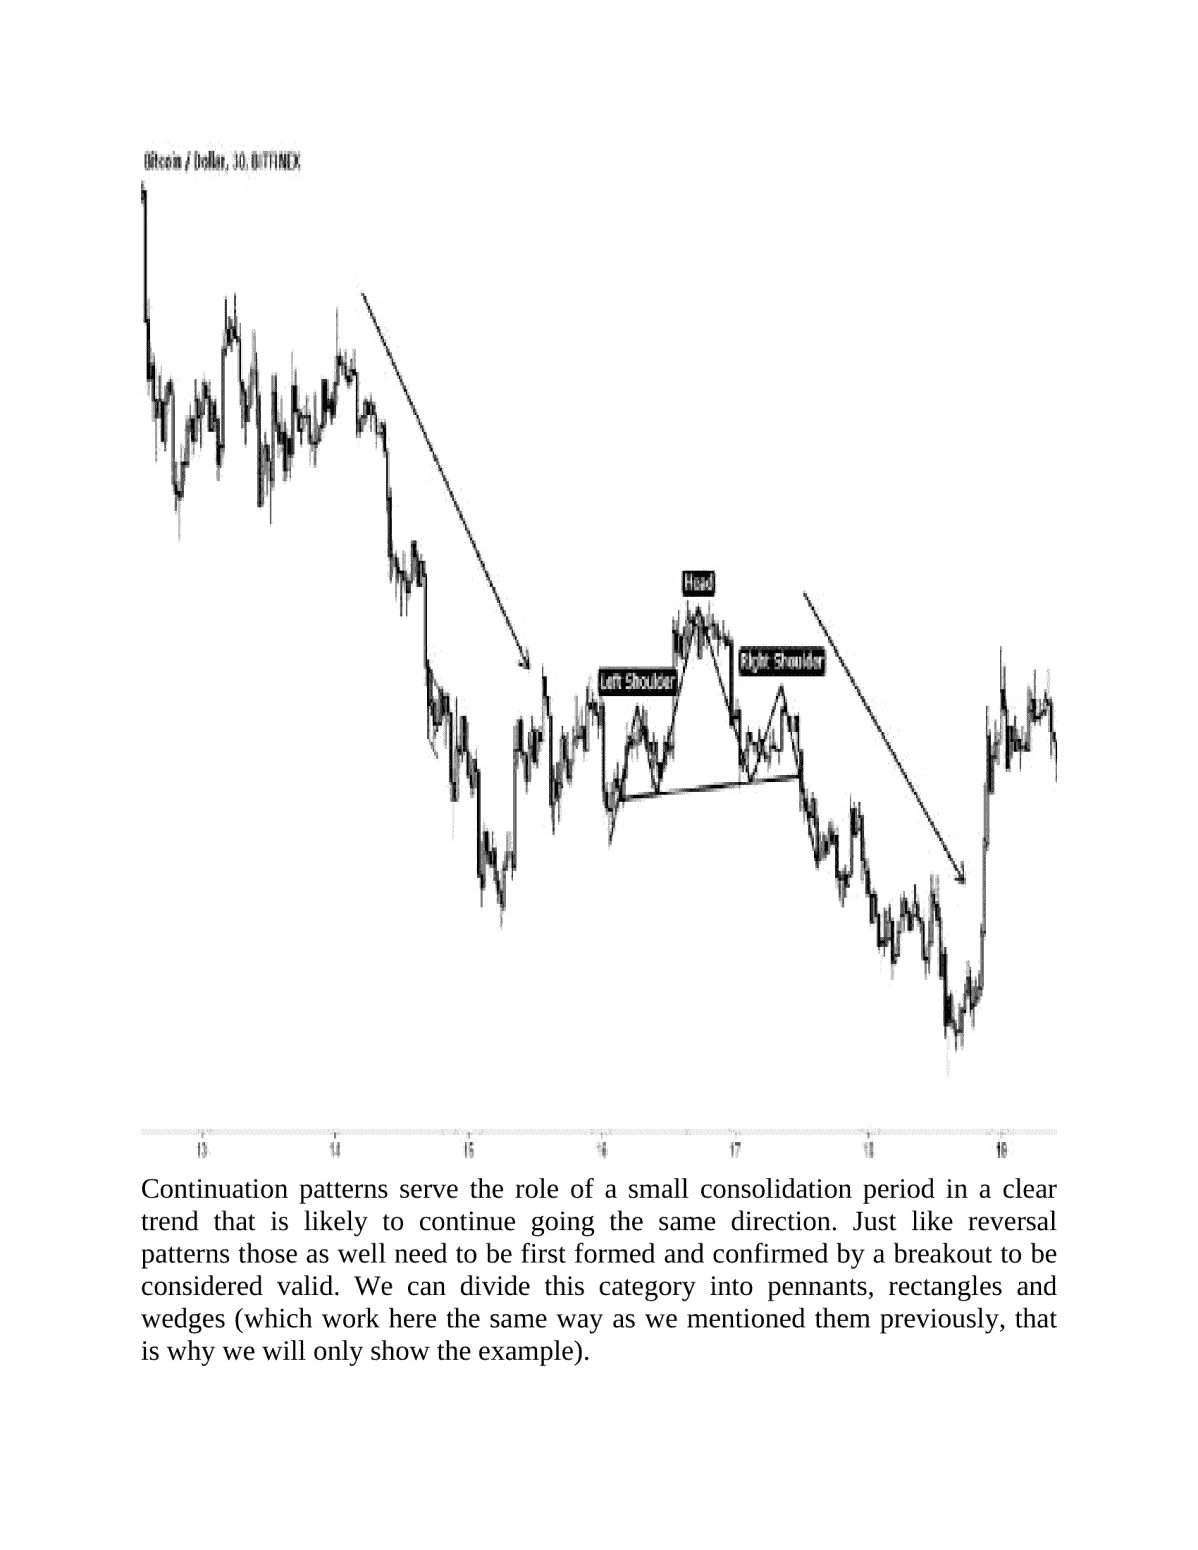 Bitcoin / Dollar, 30, BITFINEX
Head
Right Shoulder
Left Shoulder
13 14 15 16 17 18 19
Continuation patterns serve the role of a small consolidation period in a clear
trend that is likely to continue going the same direction. Just like reversal
patterns those as well need to be first formed and confirmed by a breakout to be
considered valid. We can divide this category into pennants, rectangles and
wedges (which work here the same way as we mentioned them previously, that
is why we will only show the example).